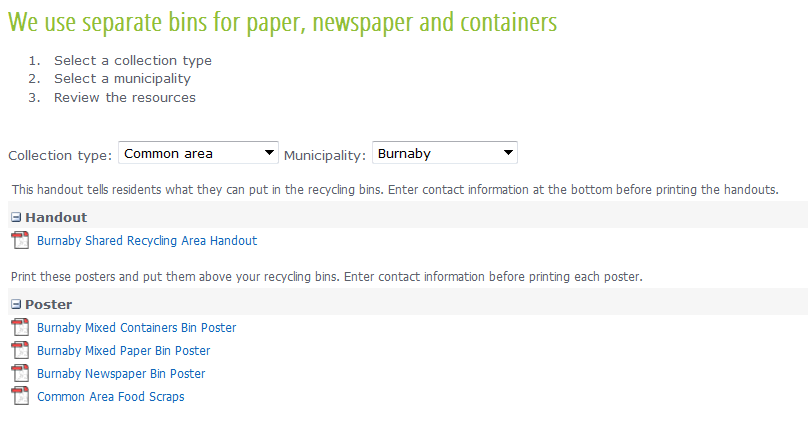 We use separate bins for paper, newspaper and containers
1. Select a collection type
2. Select a municipality
3. Review the resources
Collection type: Common area Municipality: Burnaby
This handout tells residents what they can put in the recycling bins. Enter contact information at the bottom before printing the handouts.
Handout
Burnaby Shared Recycling Area Handout
Print these posters and put them above your recycling bins. Enter contact information before printing each poster.
Poster
Burnaby Mixed Containers Bin Poster
Burnaby Mixed Paper Bin Poster
Burnaby Newspaper Bin Poster
Common Area Food Scraps